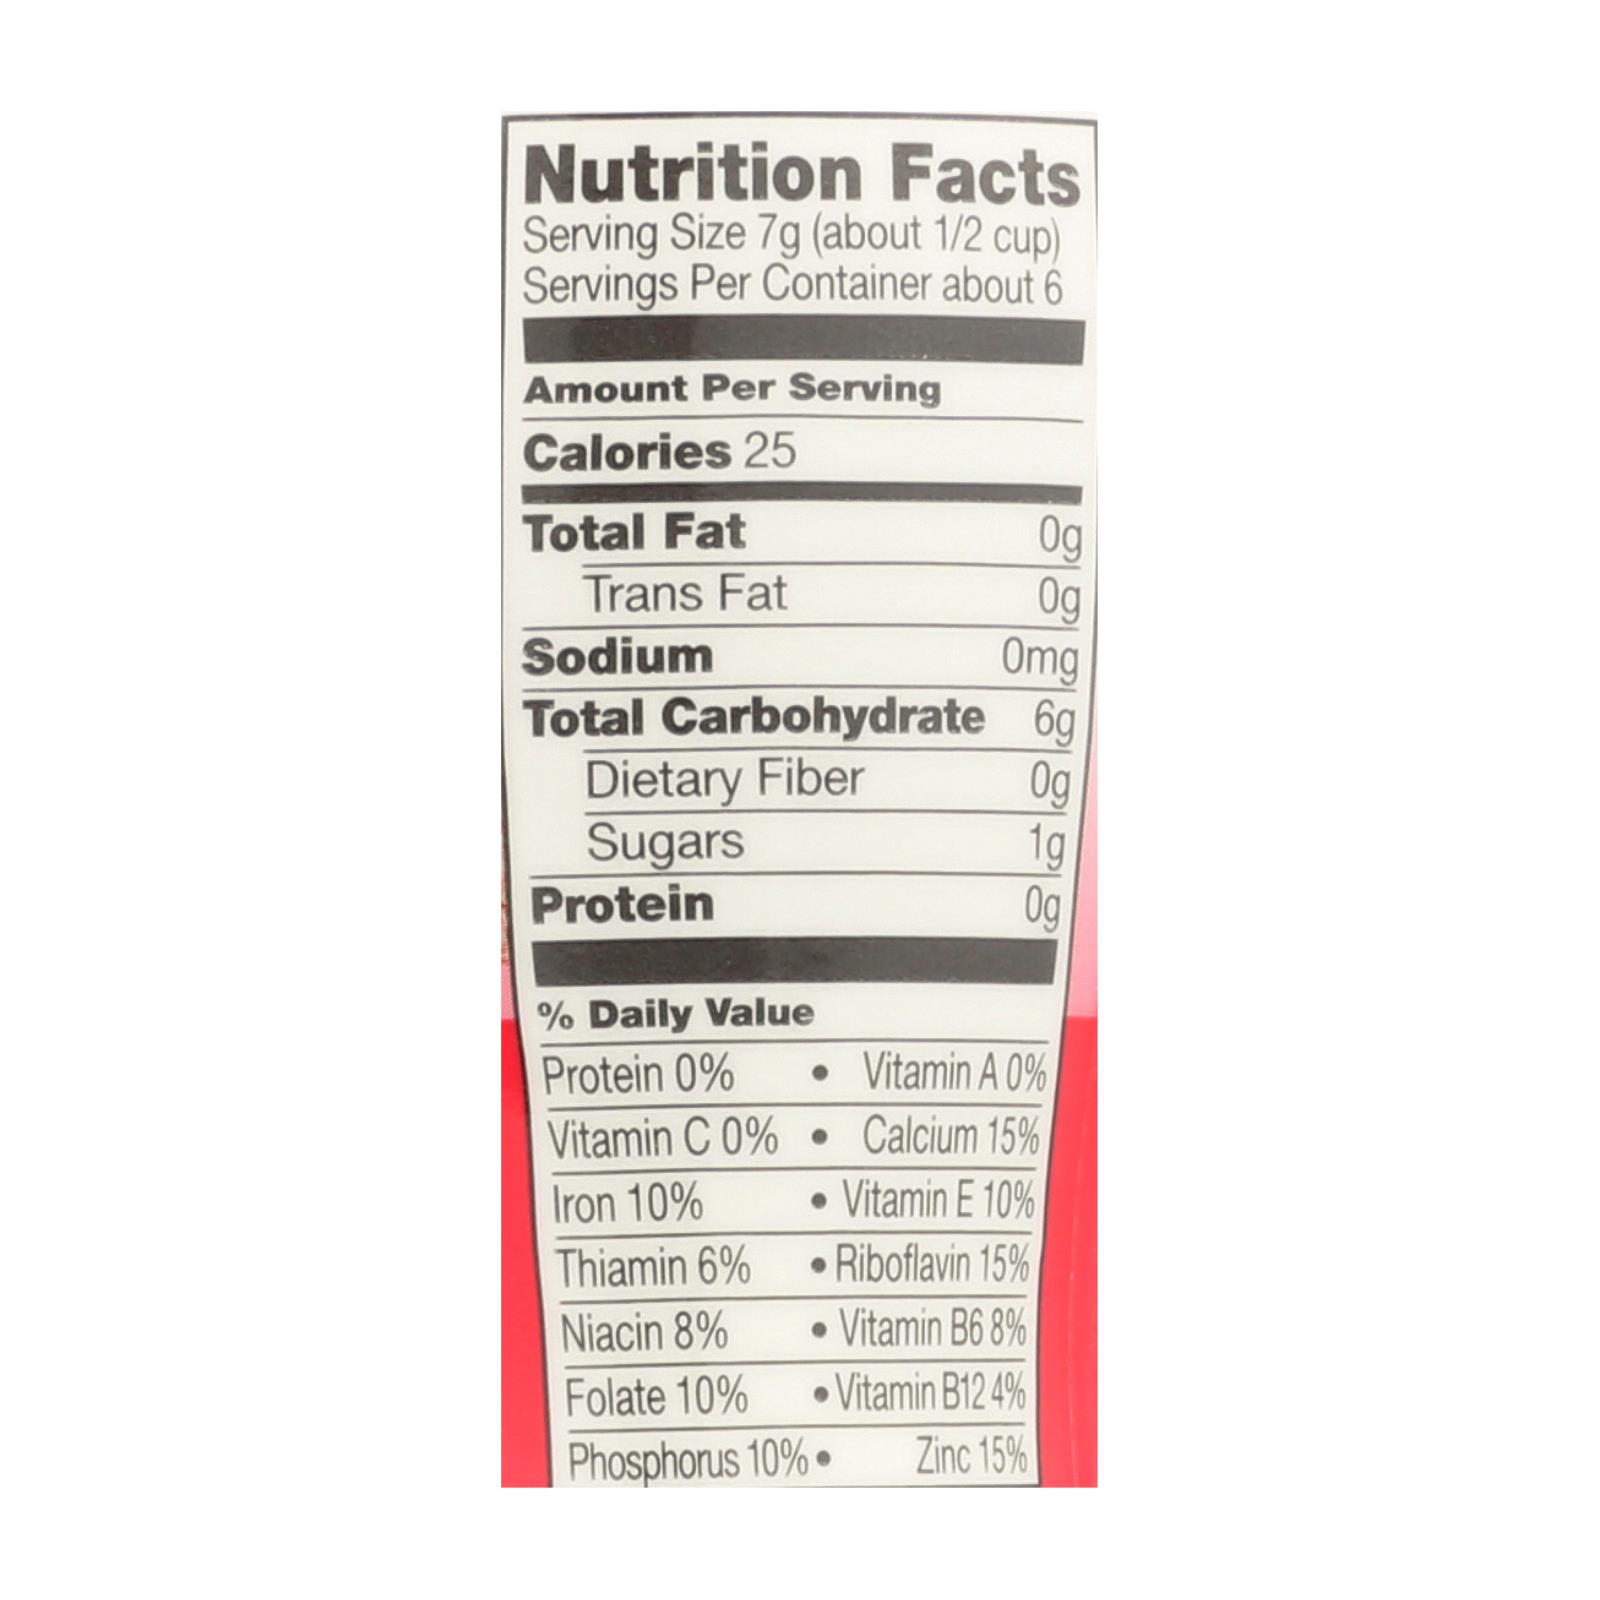 Nutrition Facts
Serving Size 7g (about 1/2 cup)
Servings Per Container about 6
Amount Per Serving
Calories 25
Total Fat 0g
Trans Fat 0g
Sodium 0mg
Total Carbohydrate 6g
Dietary Fiber 0g
Sugars 1g
Protein 0g
% Daily Value
Protein 0% • Vitamin A 0%
Vitamin C 0% • Calcium 15%
Iron 10% • Vitamin E 10%
Thiamin 6% • Riboflavin 15%
Niacin 8% • Vitamin B6 8%
Folate 10% • Vitamin B12 4%
Phosphorus 10% • Zinc 15%